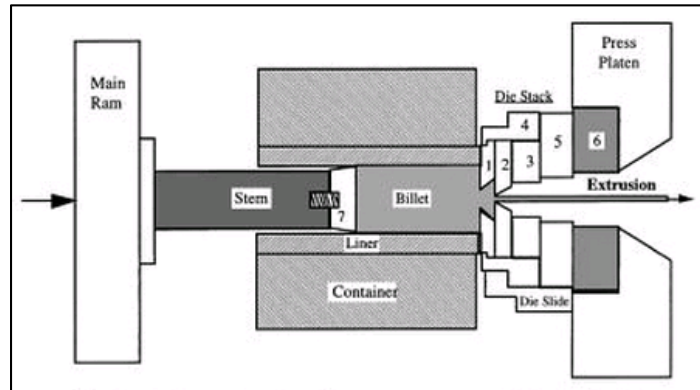 Main
Ram
Press
Platen
Die Stack
4
1
2
3
5
6
Extrusion
Stem
7
Billet
Liner
Container
Die Slide